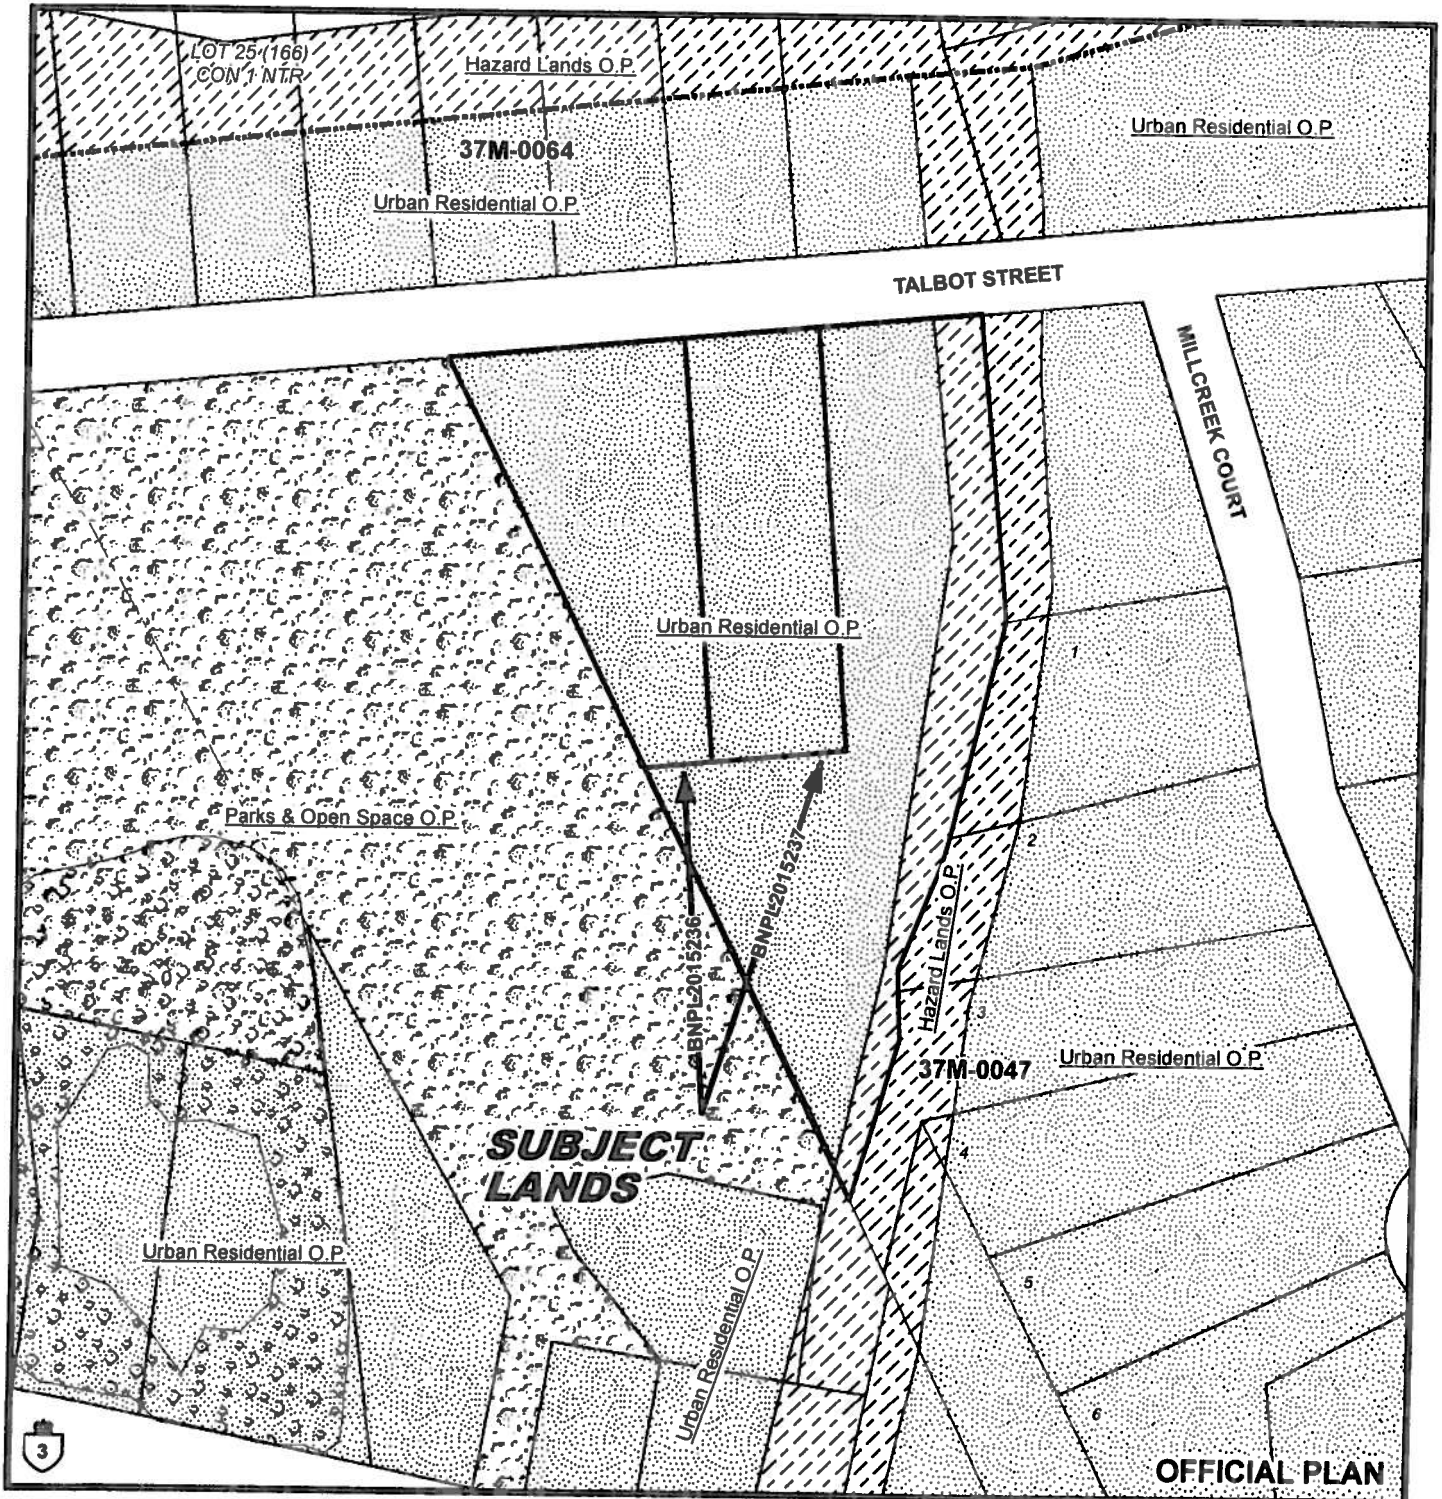 LOT 25 (166)
CON 1 NTR
Hazard Lands O.P.
Urban Residential O.P.
37M-0064
Urban Residential O.P.
TALBOT STREET
MILLCREEK COURT
Urban Residential O.P.
1
Parks & Open Space O.P.
2
BNPL2015237
BNPL2015236
Hazard Lands O.P.
3
37M-0047
Urban Residential O.P.
SUBJECT
LANDS
4
Urban Residential O.P.
Urban Residential O.P.
5
6
3
OFFICIAL PLAN